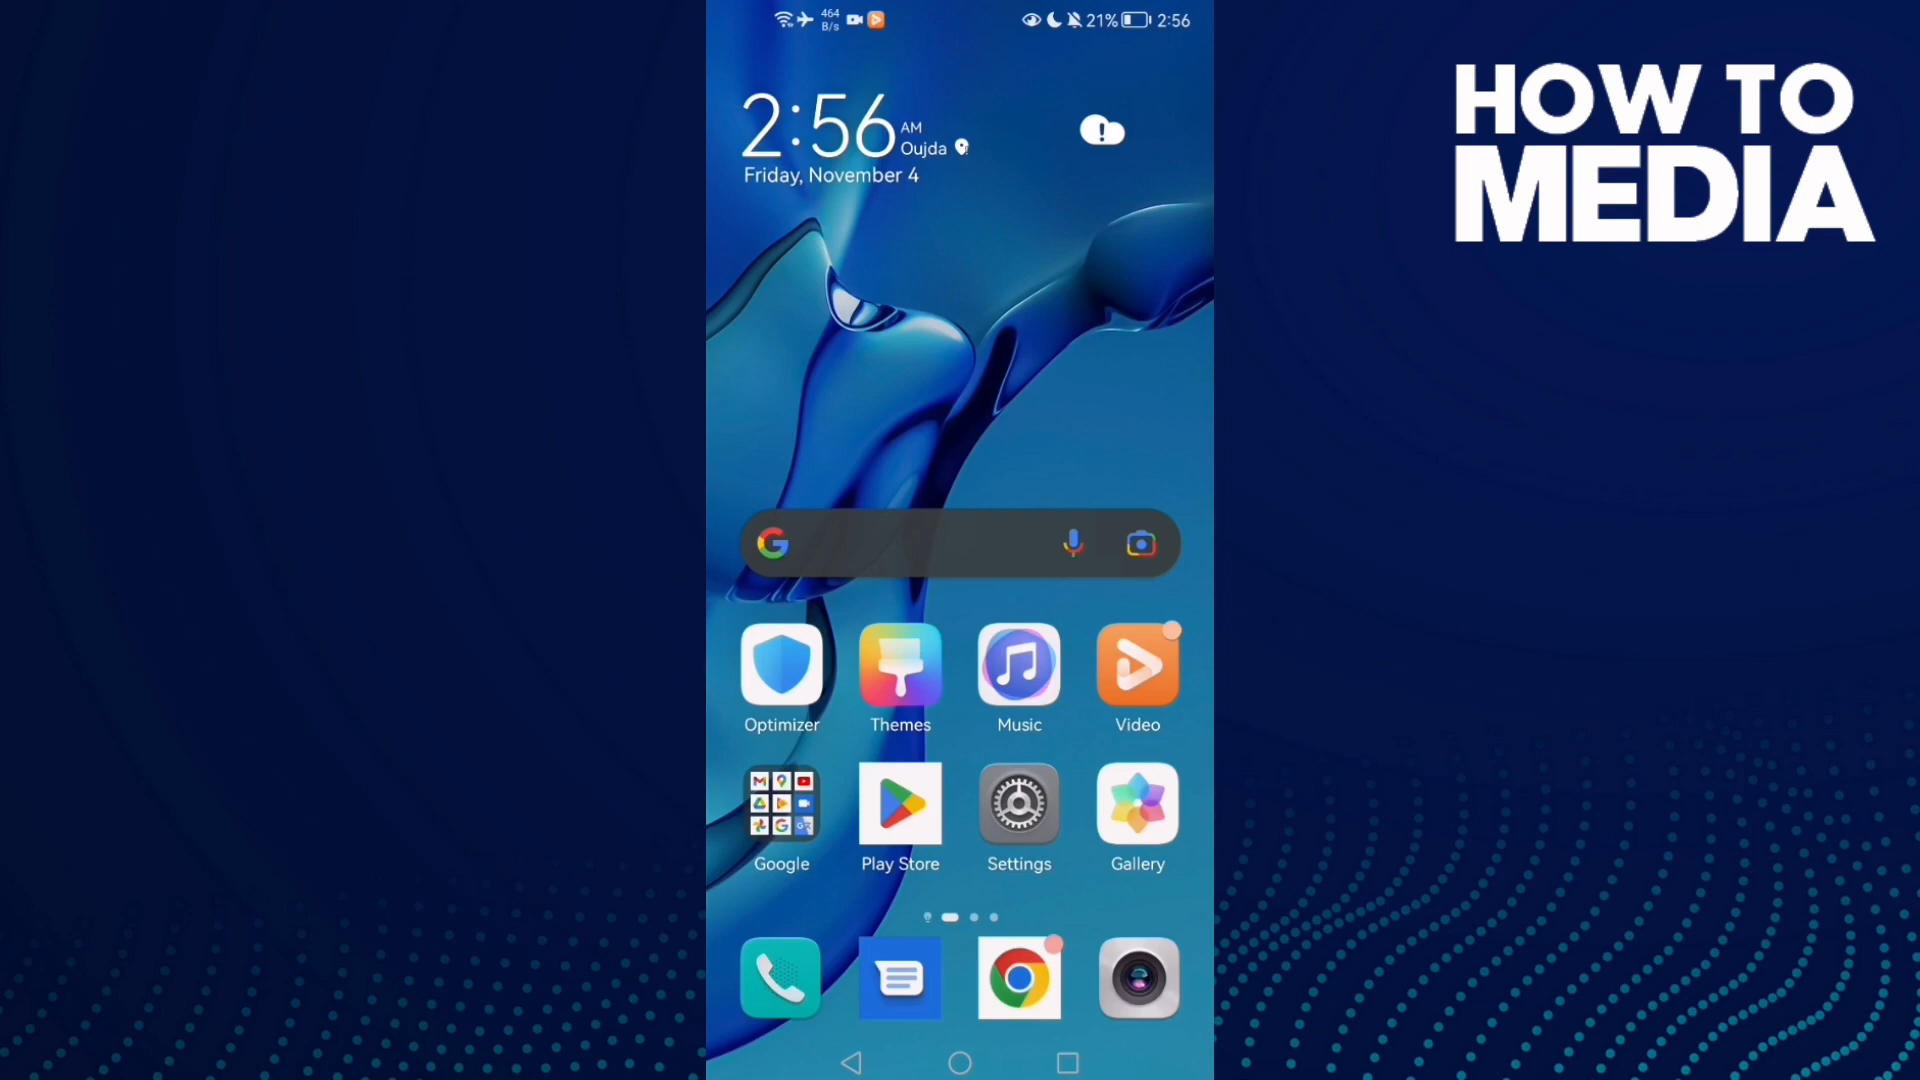 464
B/s
21%
2:56
HOW TO
MEDIA
2:56
AM
Oujda
Friday, November 4
Optimizer
Themes
Music
Video
Google
Play Store
Settings
Gallery